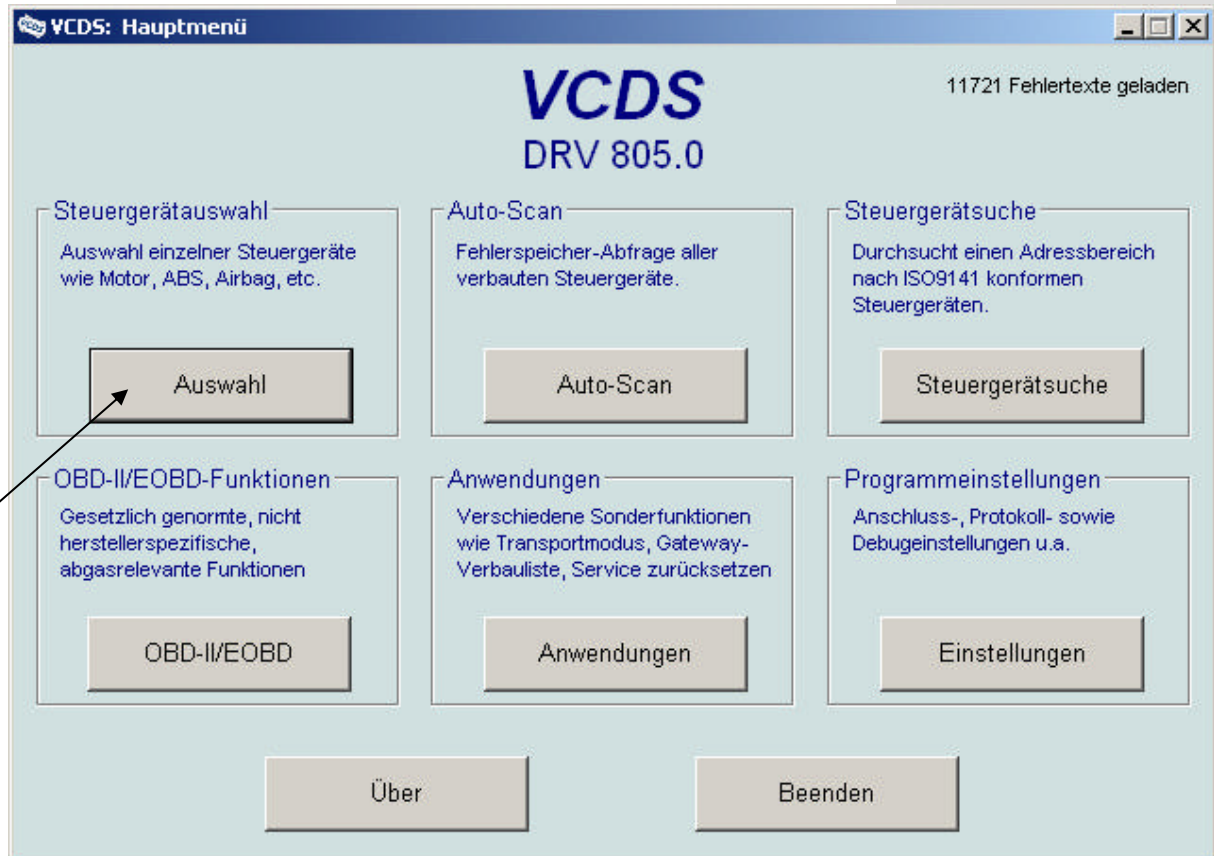 VCDS: Hauptmenü
VCDS
DRV 805.0
11721 Fehlertexte geladen
Steuergerätauswahl
Auswahl einzelner Steuergeräte
wie Motor, ABS, Airbag, etc.
Auswahl
Auto-Scan
Fehlerspeicher-Abfrage aller
verbauten Steuergeräte.
Auto-Scan
Steuergerätsuche
Durchsucht einen Adressbereich
nach ISO9141 konformen
Steuergeräten.
Steuergerätsuche
OBD-II/EOBD-Funktionen
Gesetzlich genormte, nicht
herstellerspezifische,
abgasrelevante Funktionen
OBD-II/EOBD
Anwendungen
Verschiedene Sonderfunktionen
wie Transportmodus, Gateway-
Verbauliste, Service zurücksetzen
Anwendungen
Programmeinstellungen
Anschluss-, Protokoll- sowie
Debugeinstellungen u.a.
Einstellungen
Über
Beenden